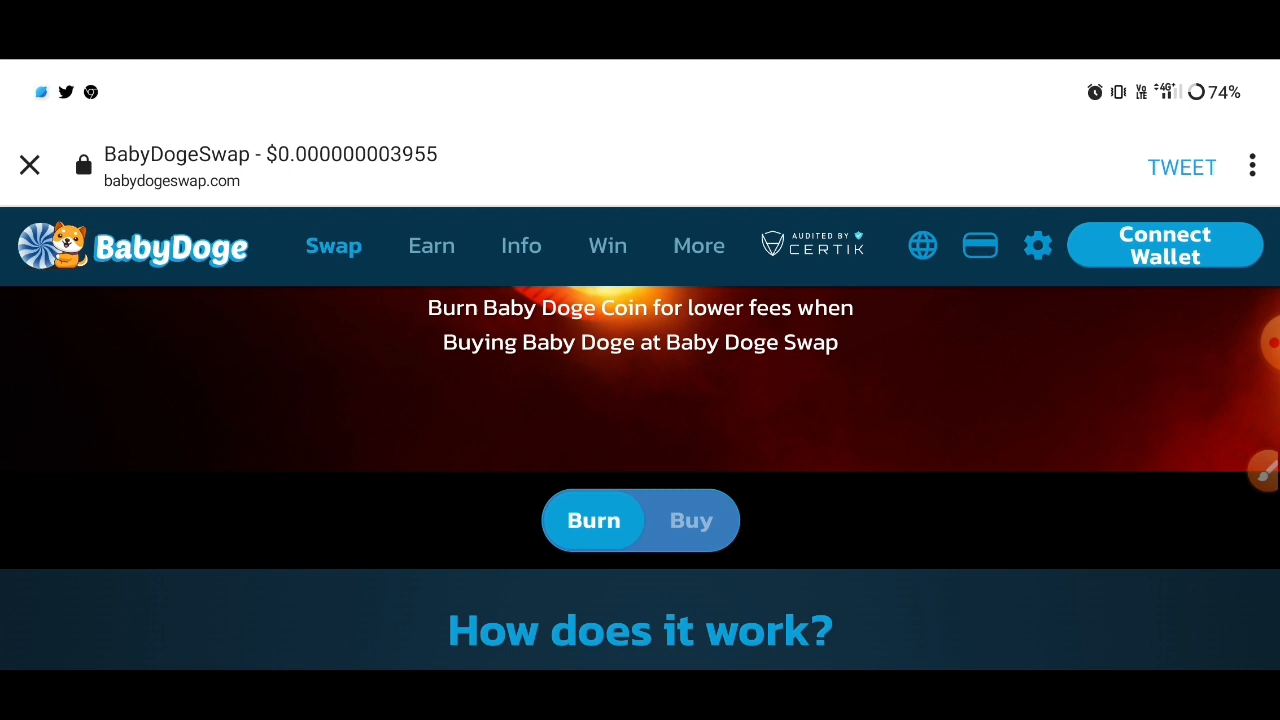 74%
BabyDogeSwap - $0.000000003955
babydogeswap.com
TWEET
BabyDoge
Swap
Earn
Info
Win
More
AUDITED BY
CERTIK
Connect
Wallet
Burn Baby Doge Coin for lower fees when
Buying Baby Doge at Baby Doge Swap
Burn
Buy
How does it work?